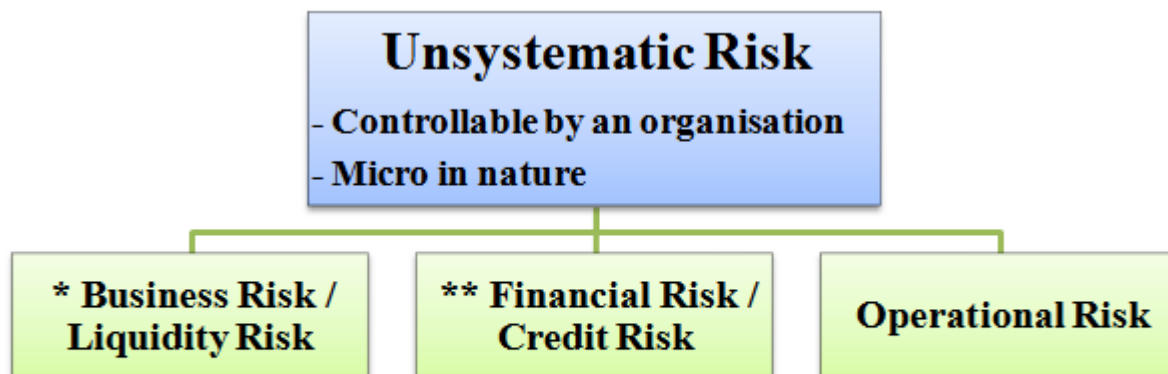 Unsystematic Risk
- Controllable by an organisation
- Micro in nature
* Business Risk /
Liquidity Risk
** Financial Risk /
Credit Risk
Operational Risk